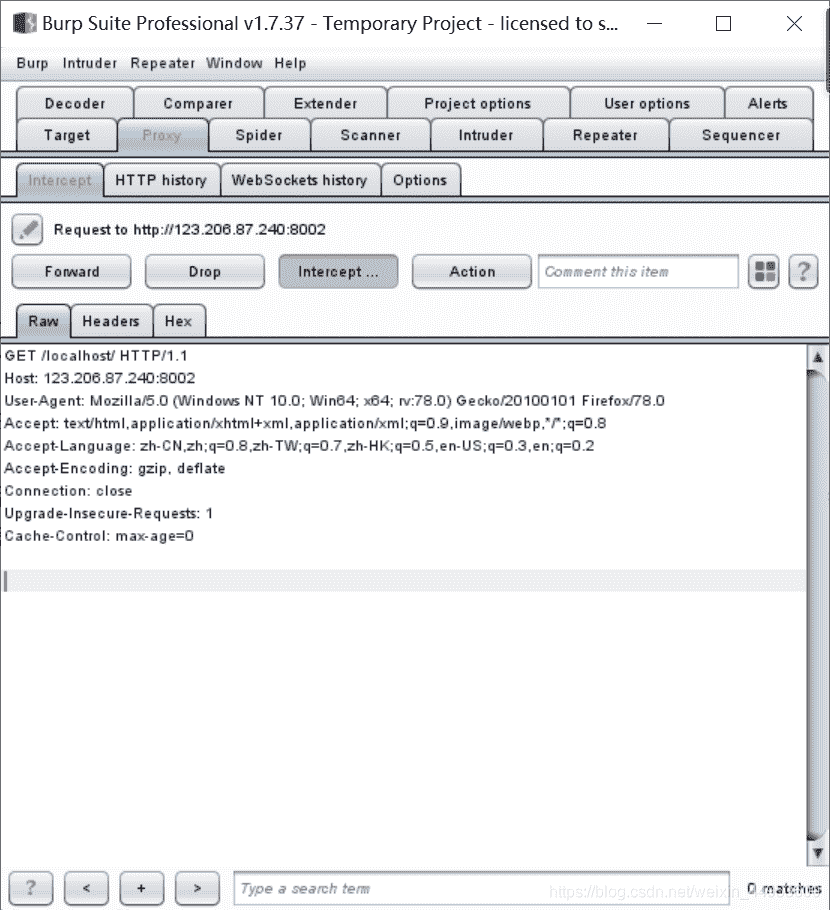 Burp Suite Professional v1.7.37 - Temporary Project - licensed to s...
Burp Intruder Repeater Window Help
Decoder Comparer Extender Project options User options Alerts
Target Proxy Spider Scanner Intruder Repeater Sequencer
Intercept HTTP history WebSockets history Options
Request to http://123.206.87.240:8002
Forward Drop Intercept ... Action Comment this item ?
Raw Headers Hex
GET /localhost/ HTTP/1.1
Host: 123.206.87.240:8002
User-Agent: Mozilla/5.0 (Windows NT 10.0; Win64; x64; rv:78.0) Gecko/20100101 Firefox/78.0
Accept: text/html,application/xhtml+xml,application/xml;q=0.9,image/webp,*/*;q=0.8
Accept-Language: zh-CN,zh;q=0.8,zh-TW;q=0.7,zh-HK;q=0.5,en-US;q=0.3,en;q=0.2
Accept-Encoding: gzip, deflate
Connection: close
Upgrade-Insecure-Requests: 1
Cache-Control: max-age=0
? < + > Type a search term 0 matches